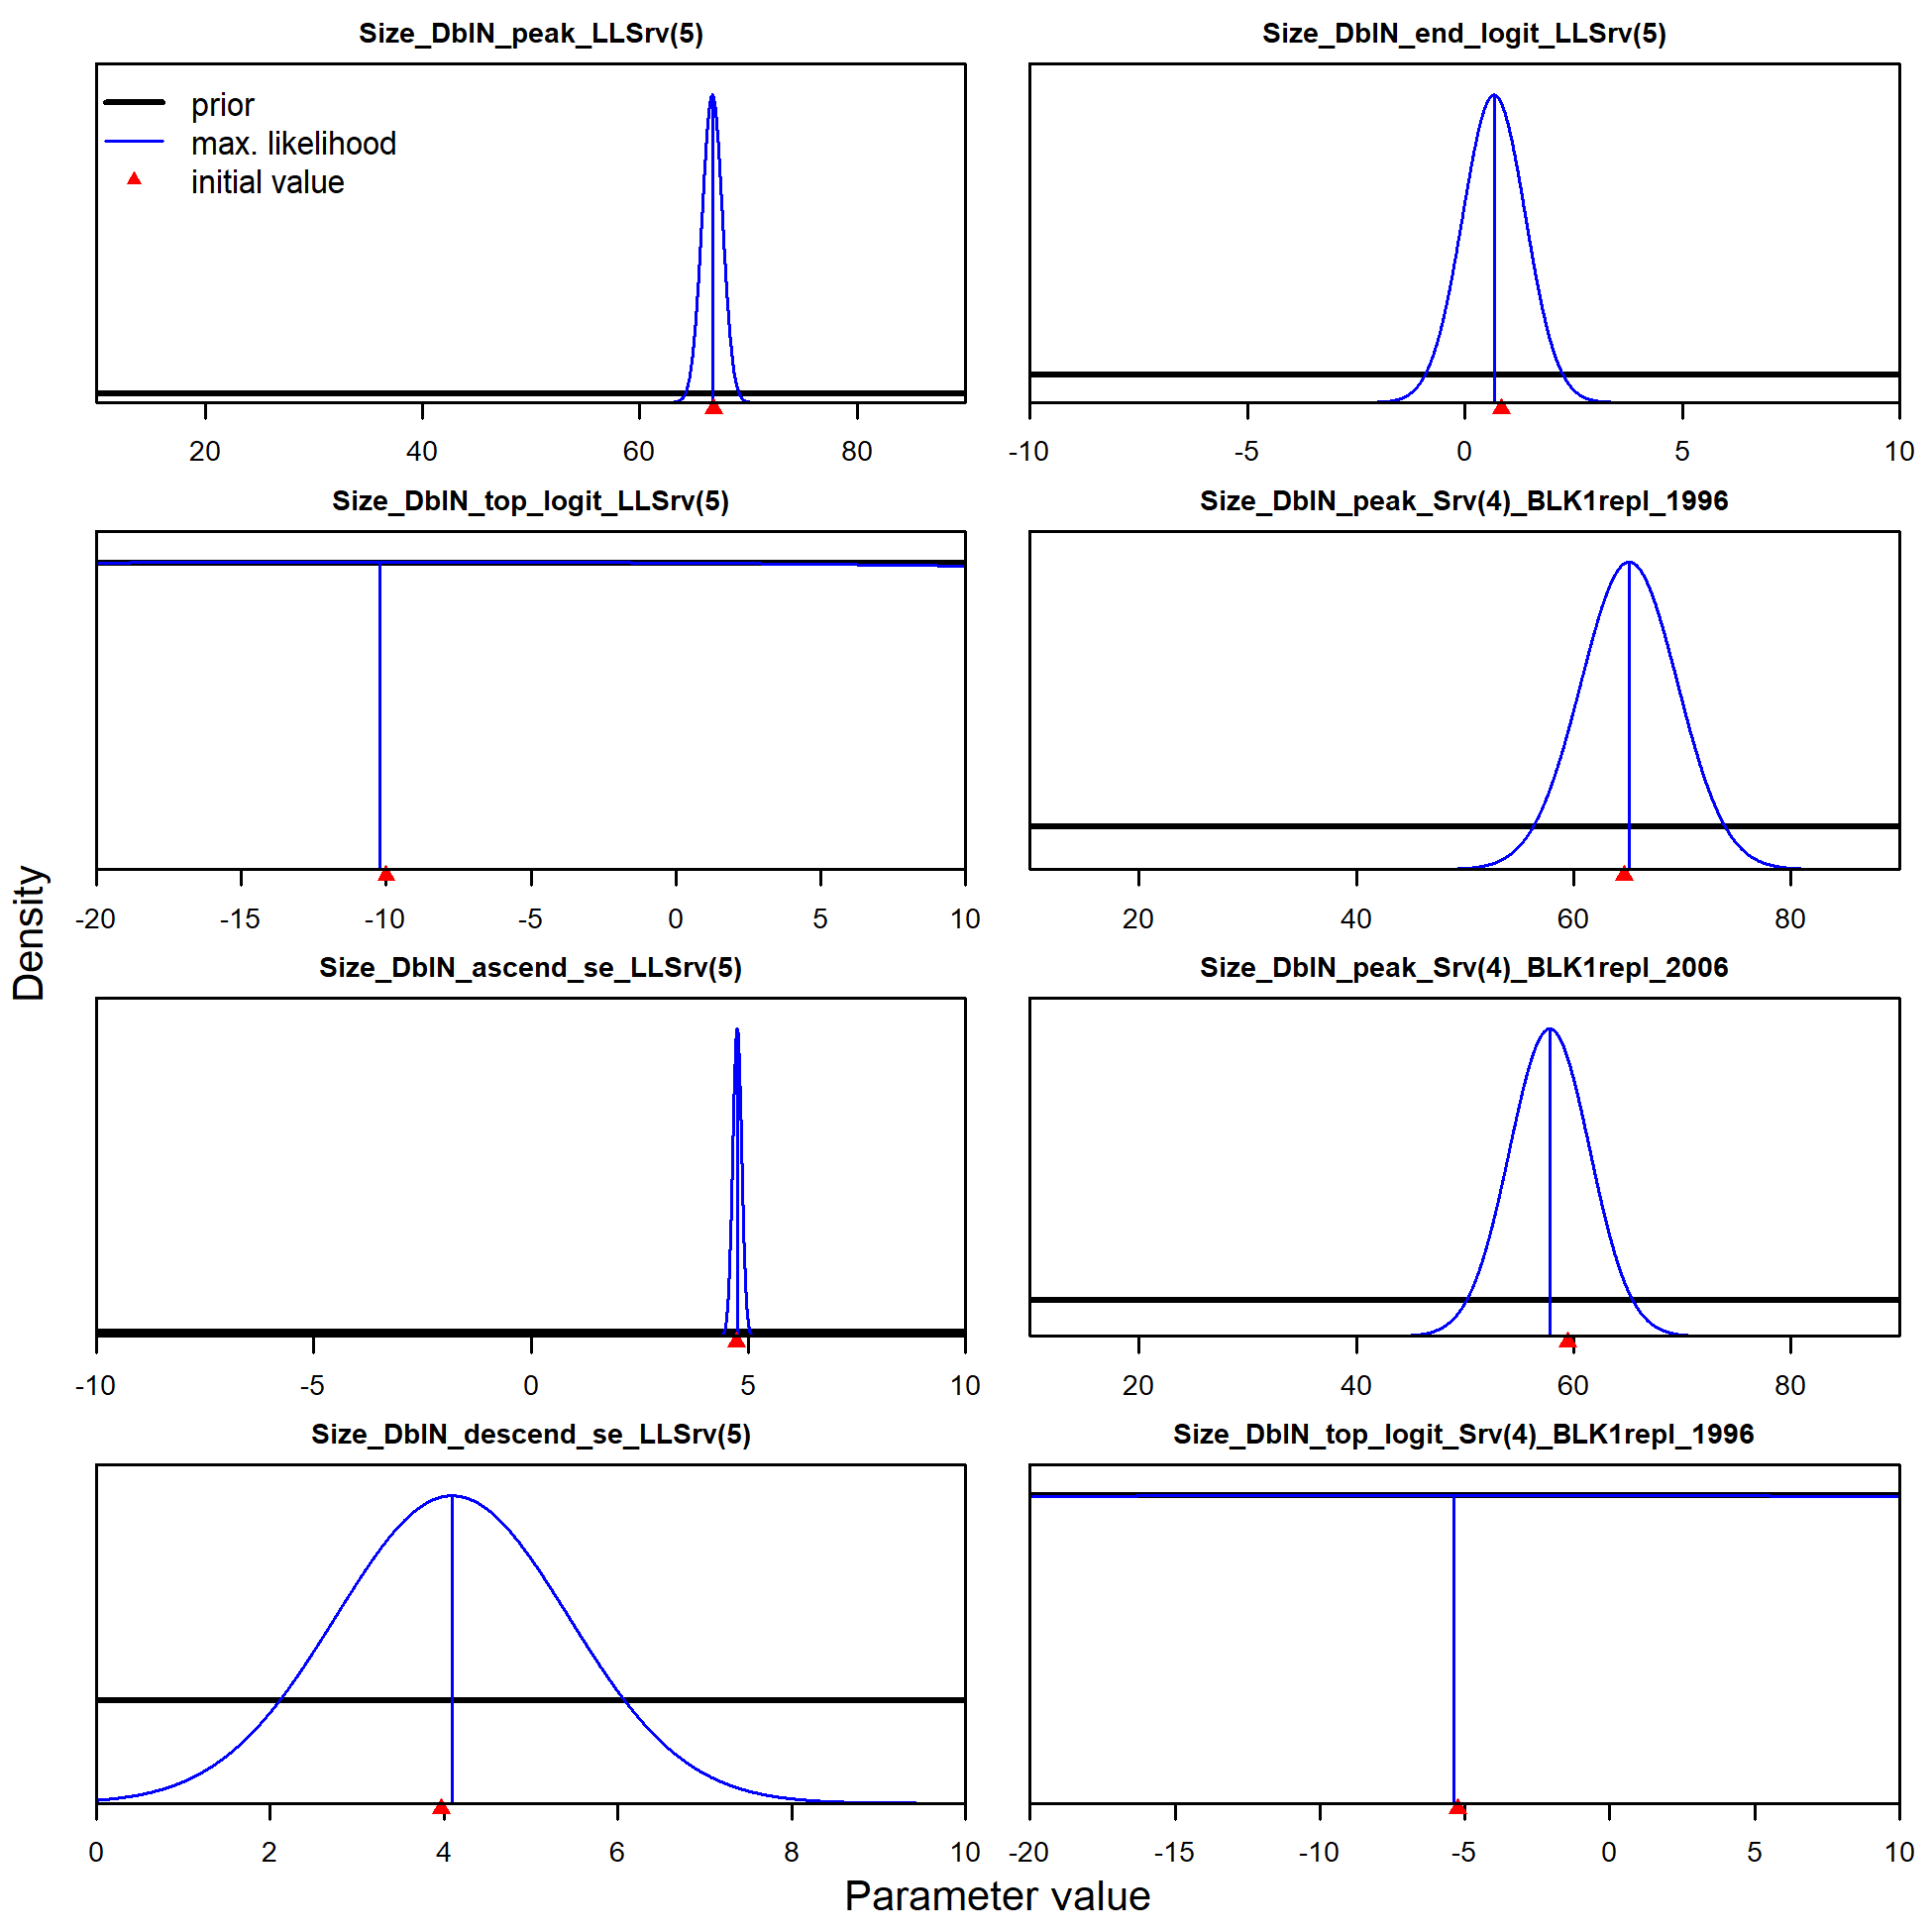 Size_DblN_peak_LLSrv(5)
prior
max. likelihood
initial value
20 40 60 80
Size_DblN_end_logit_LLSrv(5)
-10 -5 0 5 10
Size_DblN_top_logit_LLSrv(5)
-20 -15 -10 -5 0 5 10
Size_DblN_peak_Srv(4)_BLK1repl_1996
20 40 60 80
Size_DblN_ascend_se_LLSrv(5)
-10 -5 0 5 10
Size_DblN_peak_Srv(4)_BLK1repl_2006
20 40 60 80
Size_DblN_descend_se_LLSrv(5)
0 2 4 6 8 10
Size_DblN_top_logit_Srv(4)_BLK1repl_1996
-20 -15 -10 -5 0 5 10
Density
Parameter value